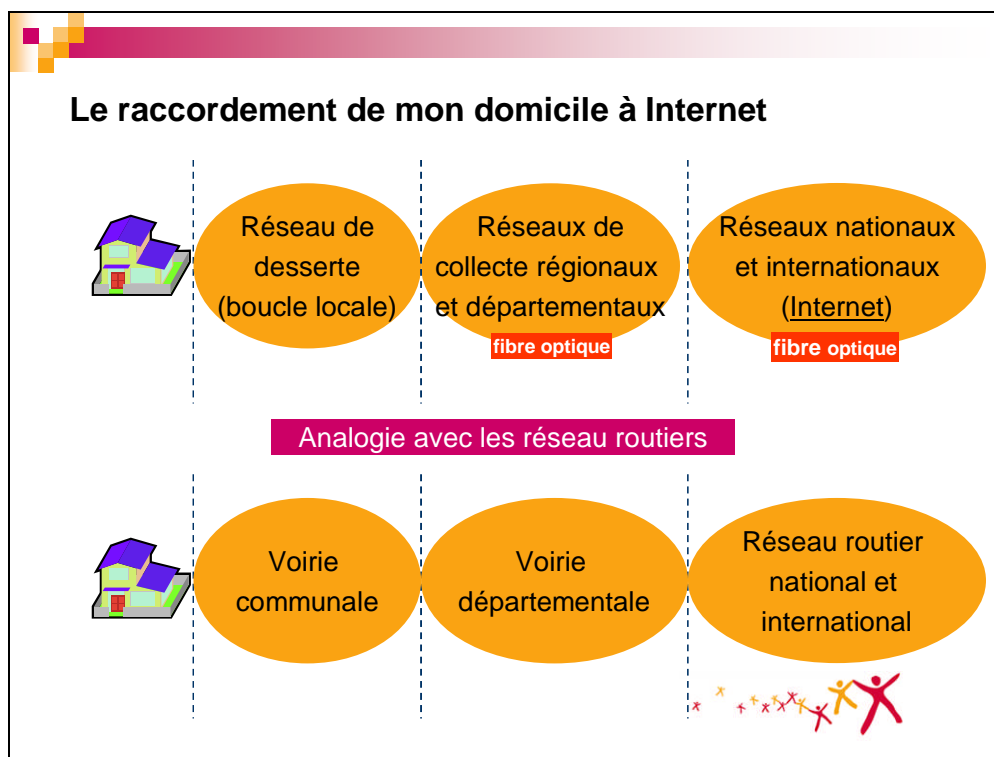 Le raccordement de mon domicile à Internet
Réseau de
desserte
(boucle locale)
Réseaux de
collecte régionaux
et départementaux
fibre optique
Réseaux nationaux
et internationaux
(Internet)
fibre optique
Analogie avec les réseau routiers
Voirie
communale
Voirie
départementale
Réseau routier
national et
international